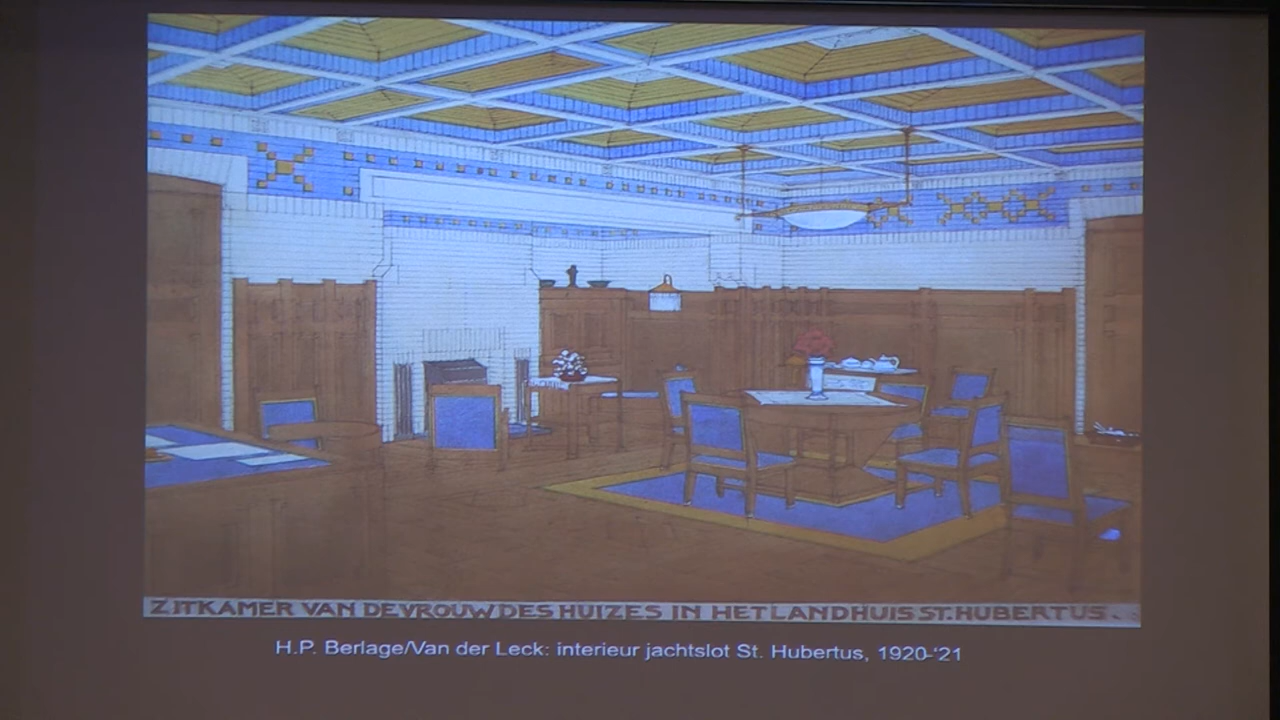 ZITKAMER VAN DE VROUW DES HUIZES IN HET LANDHUIS ST. HUBERTUS.
H.P. Berlage/Van der Leck: interieur jachtslot St. Hubertus, 1920-'21